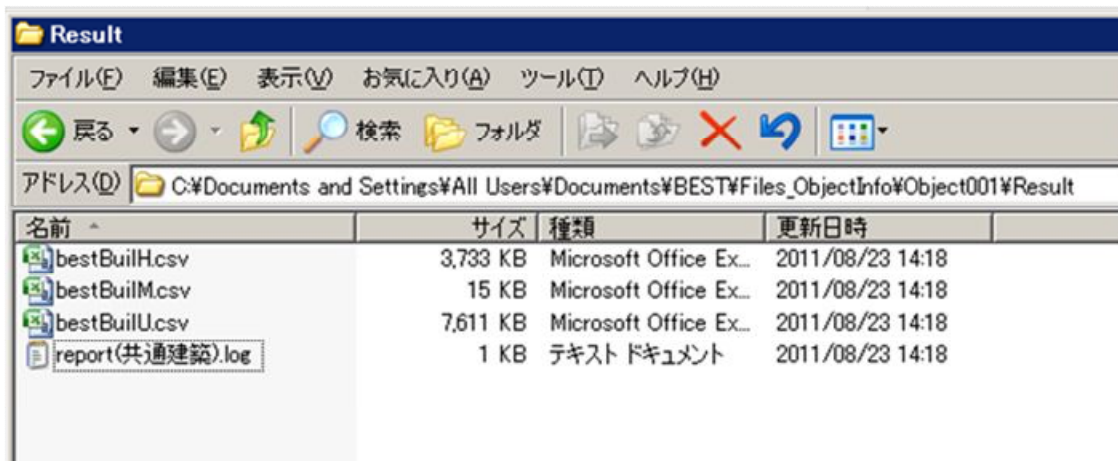 Result
ファイル(F) 編集(E) 表示(V) お気に入り(A) ツール(T) ヘルプ(H)
戻る 検索 フォルダ
アドレス(D) C:¥Documents and Settings¥All Users¥Documents¥BEST¥Files_ObjectInfo¥Object001¥Result
名前 サイズ 種類 更新日時
bestBuilH.csv 3,733 KB Microsoft Office Ex... 2011/08/23 14:18
bestBuilM.csv 15 KB Microsoft Office Ex... 2011/08/23 14:18
bestBuilU.csv 7,611 KB Microsoft Office Ex... 2011/08/23 14:18
report(共通建築).log 1 KB テキスト ドキュメント 2011/08/23 14:18